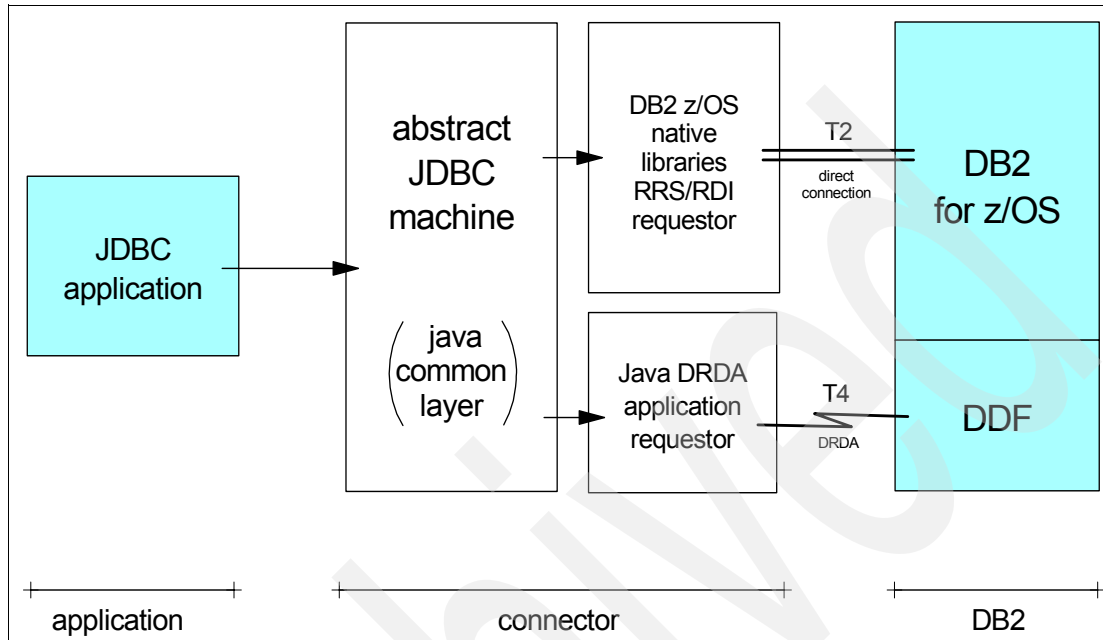 JDBC
application
abstract
JDBC
machine
(java
common
layer)
DB2 z/OS
native
libraries
RRS/RDI
requestor
T2
direct
connection
DB2
for z/OS
Java DRDA
application
requestor
T4
DRDA
DDF
application
connector
DB2